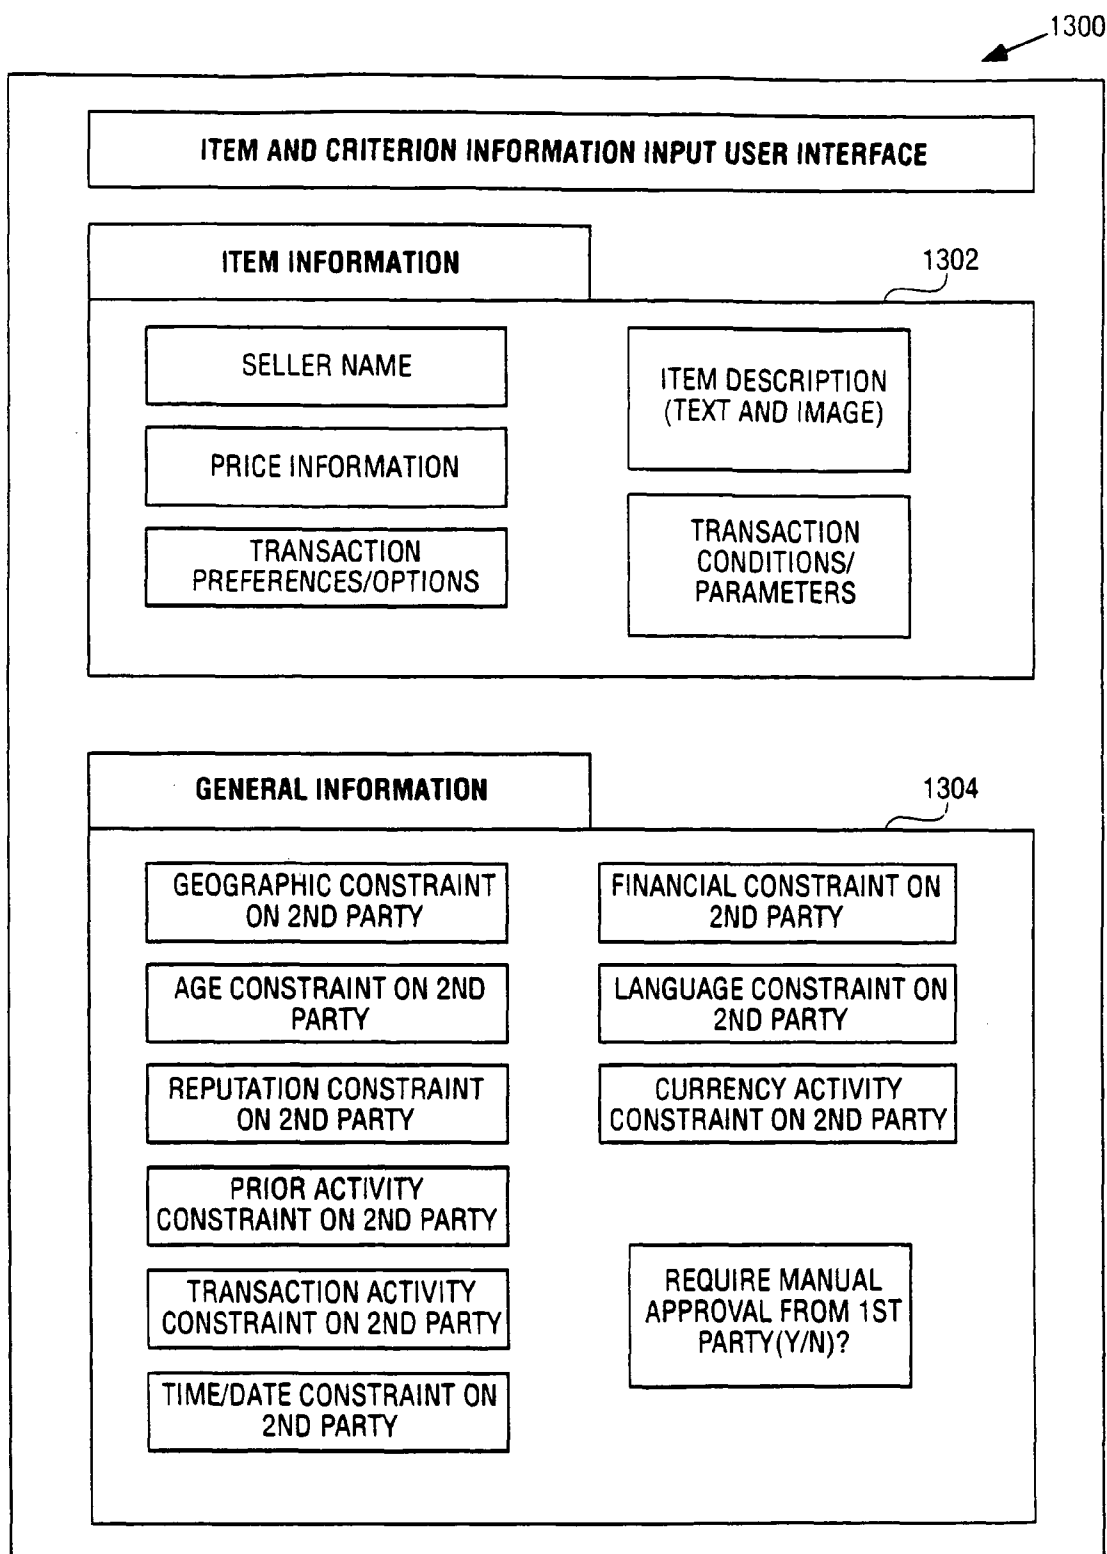 1300
ITEM AND CRITERION INFORMATION INPUT USER INTERFACE
ITEM INFORMATION
1302
SELLER NAME
PRICE INFORMATION
TRANSACTION
PREFERENCES/OPTIONS
ITEM DESCRIPTION
(TEXT AND IMAGE)
TRANSACTION
CONDITIONS/
PARAMETERS
GENERAL INFORMATION
1304
GEOGRAPHIC CONSTRAINT
ON 2ND PARTY
AGE CONSTRAINT ON 2ND
PARTY
REPUTATION CONSTRAINT
ON 2ND PARTY
PRIOR ACTIVITY
CONSTRAINT ON 2ND PARTY
TRANSACTION ACTIVITY
CONSTRAINT ON 2ND PARTY
TIME/DATE CONSTRAINT ON
2ND PARTY
FINANCIAL CONSTRAINT ON
2ND PARTY
LANGUAGE CONSTRAINT ON
2ND PARTY
CURRENCY ACTIVITY
CONSTRAINT ON 2ND PARTY
REQUIRE MANUAL
APPROVAL FROM 1ST
PARTY(Y/N)?